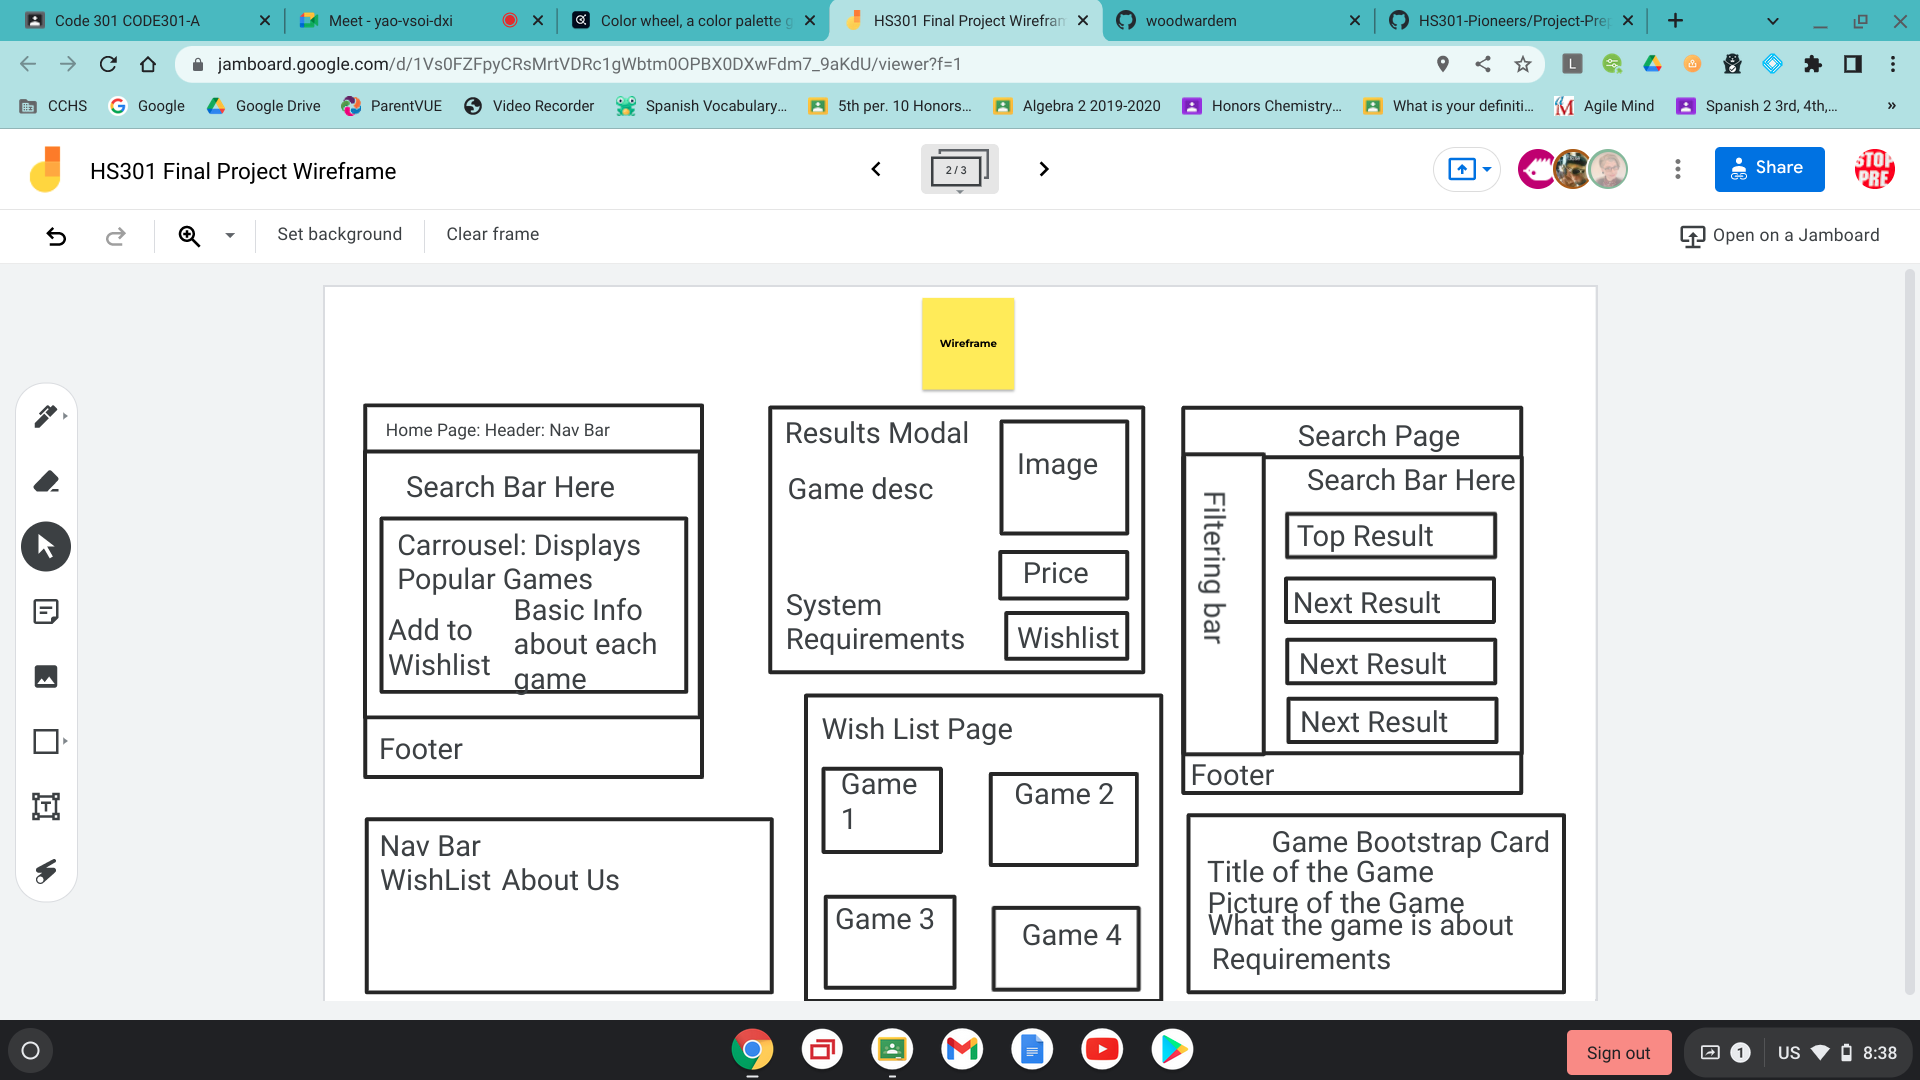 Code 301 CODE301-A
Meet - yao-vsoi-dxi
Color wheel, a color palette g
HS301 Final Project Wirefram
woodwardem
HS301-Pioneers/Project-Prep
jamboard.google.com/d/1Vs0FZFpyCRsMrtVDRc1gWbtm0OPBX0DXwFdm7_9aKdU/viewer?f=1
L
CCHS
Google
Google Drive
ParentVUE
Video Recorder
Spanish Vocabulary...
5th per. 10 Honors...
Algebra 2 2019-2020
Honors Chemistry...
What is your definiti...
Agile Mind
Spanish 2 3rd, 4th,...
»
HS301 Final Project Wireframe
2 / 3
Share
STOP
PRE
Set background
Clear frame
Open on a Jamboard
Wireframe
Home Page: Header: Nav Bar
Search Bar Here
Carrousel: Displays
Popular Games
Add to
Wishlist
Basic Info
about each
game
Footer
Results Modal
Game desc
Image
Price
System
Requirements
Wishlist
Search Page
Search Bar Here
Filtering bar
Top Result
Next Result
Next Result
Next Result
Footer
Nav Bar
WishList About Us
Wish List Page
Game
1
Game 2
Game 3
Game 4
Game Bootstrap Card
Title of the Game
Picture of the Game
What the game is about
Requirements
Sign out
1
US
8:38